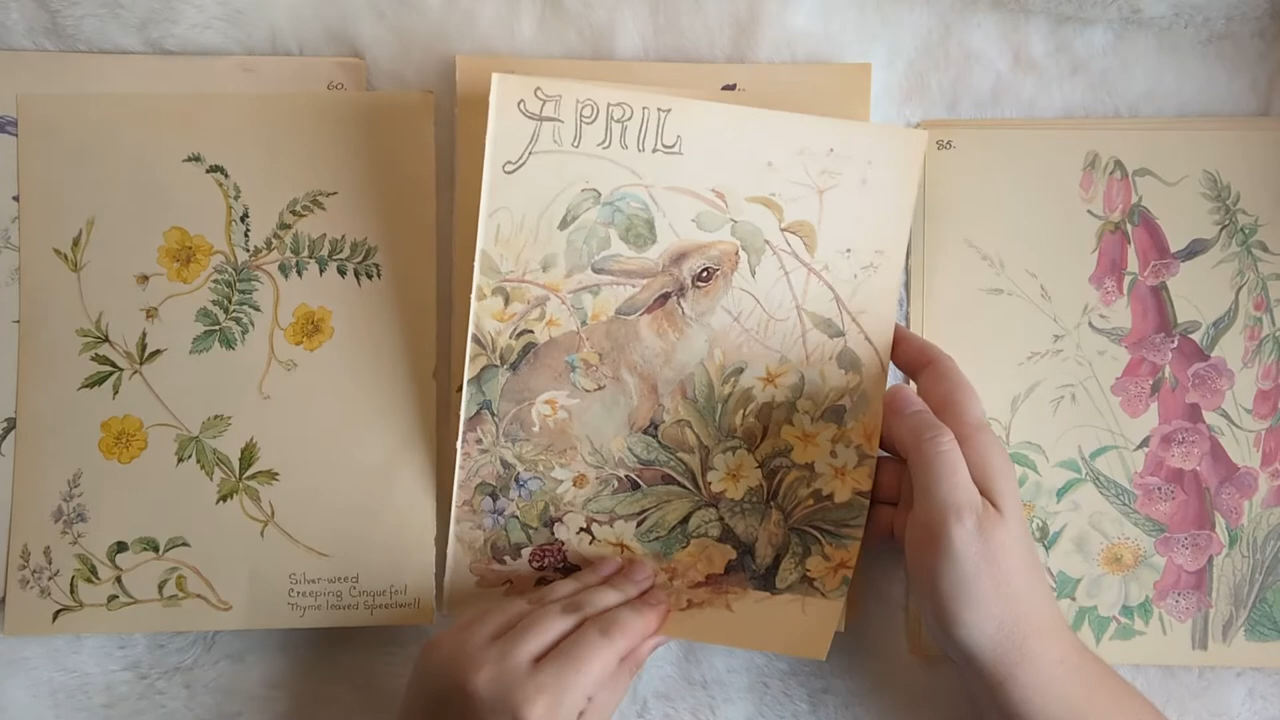 60.
Silver-weed
Creeping Cinquefoil
Thyme leaved Speedwell
APRIL
85.